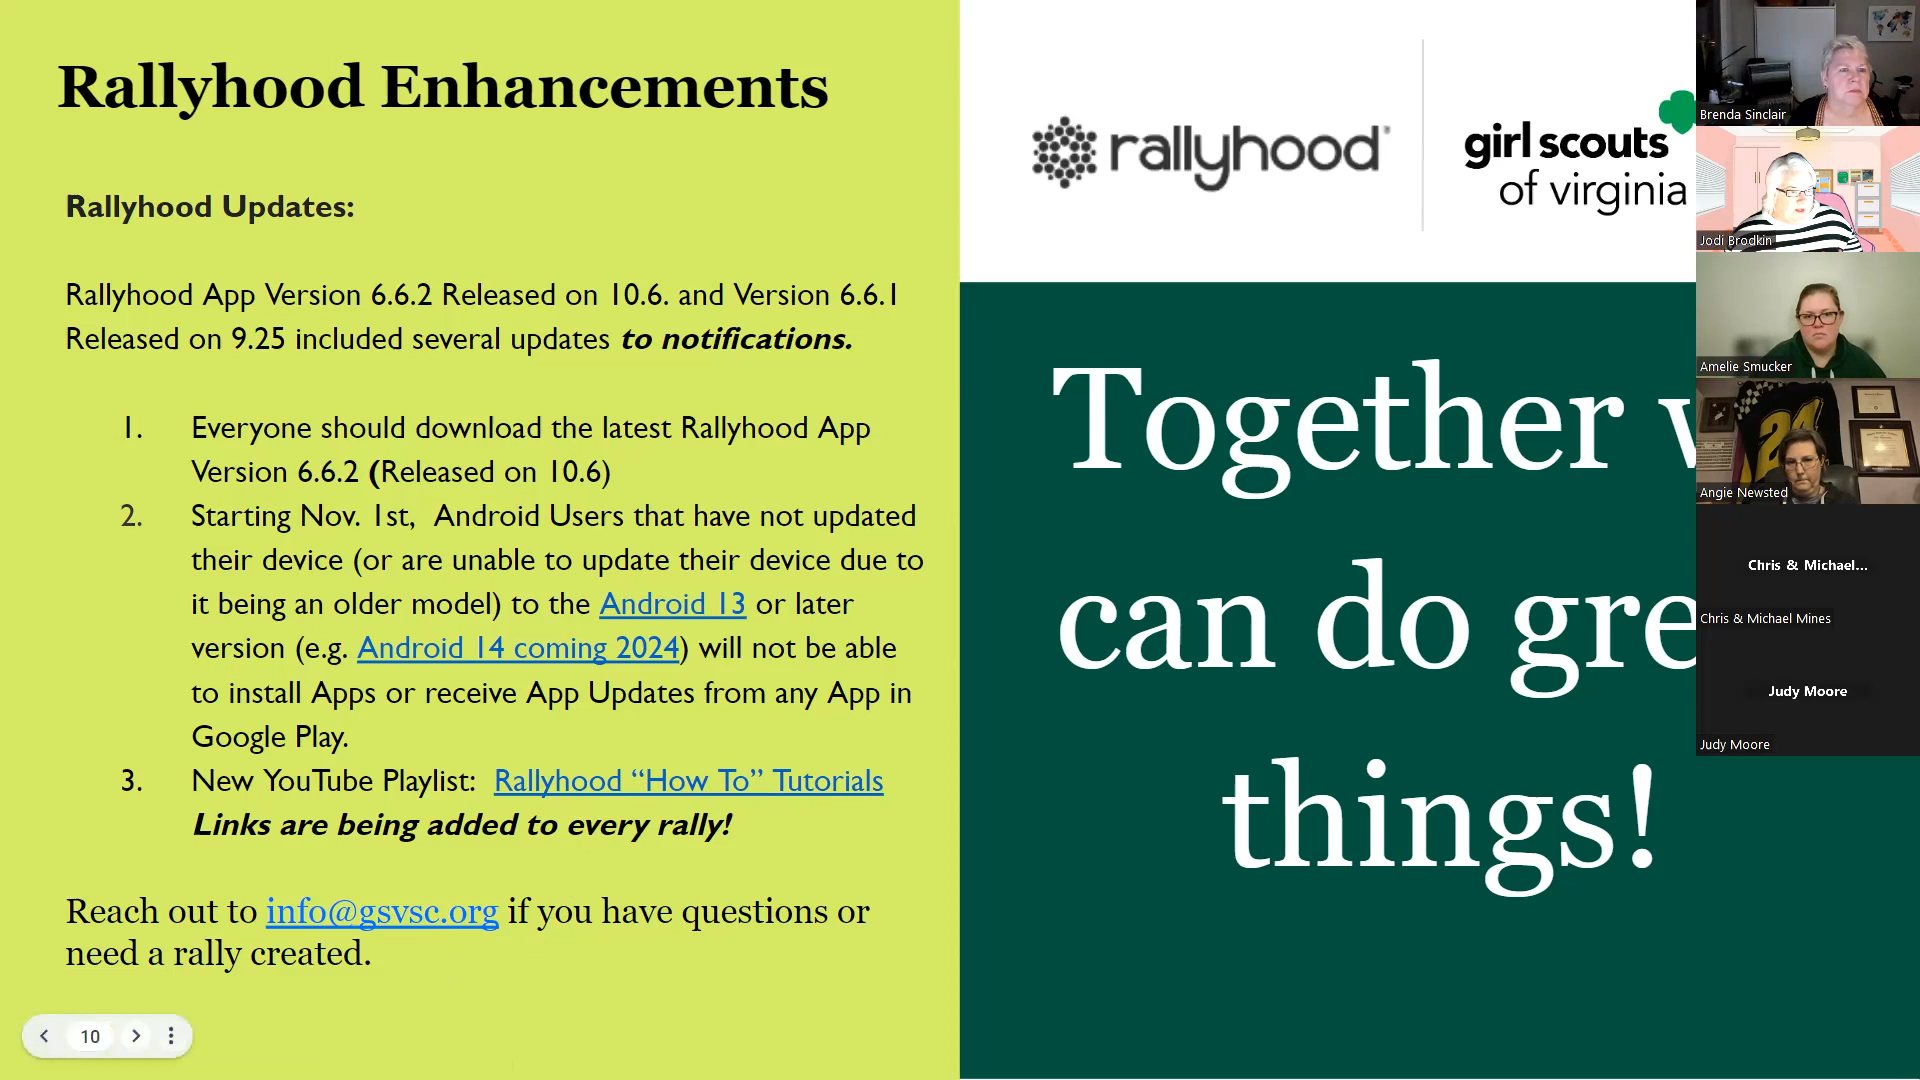 Rallyhood Enhancements
Rallyhood Updates:
Rallyhood App Version 6.6.2 Released on 10.6. and Version 6.6.1
Released on 9.25 included several updates to notifications.
1. Everyone should download the latest Rallyhood App
Version 6.6.2 (Released on 10.6)
2. Starting Nov. 1st, Android Users that have not updated
their device (or are unable to update their device due to
it being an older model) to the Android 13 or later
version (e.g. Android 14 coming 2024) will not be able
to install Apps or receive App Updates from any App in
Google Play.
3. New YouTube Playlist: Rallyhood “How To” Tutorials
Links are being added to every rally!
Reach out to info@gsvsc.org if you have questions or
need a rally created.
10
rallyhood
girl scouts
of virginia
Together w
can do gre
things!
Brenda Sinclair
Jodi Brodkin
Amelie Smucker
24
Angie Newsted
Chris & Michael...
Chris & Michael Mines
Judy Moore
Judy Moore